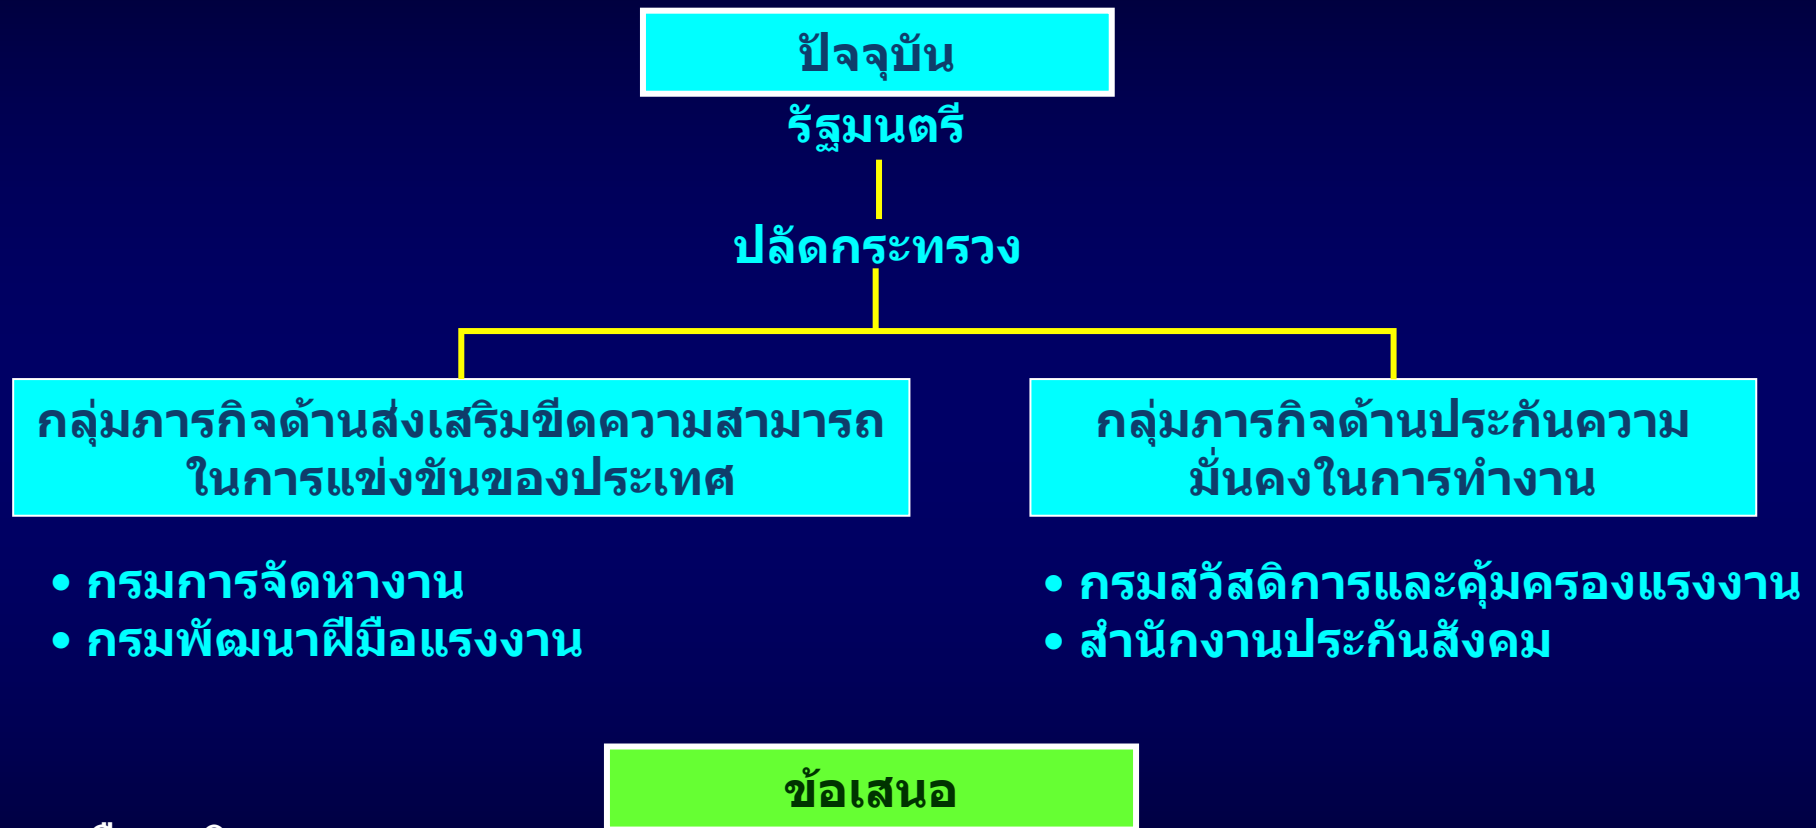 ปัจจุบัน
รัฐมนตรี
ปลัดกระทรวง
กลุ่มภารกิจด้านส่งเสริมขีดความสามารถ
ในการแข่งขันของประเทศ
• กรมการจัดหางาน
• กรมพัฒนาฝีมือแรงงาน
กลุ่มภารกิจด้านประกันความ
มั่นคงในการทำงาน
• กรมสวัสดิการและคุ้มครองแรงงาน
• สำนักงานประกันสังคม
ข้อเสนอ